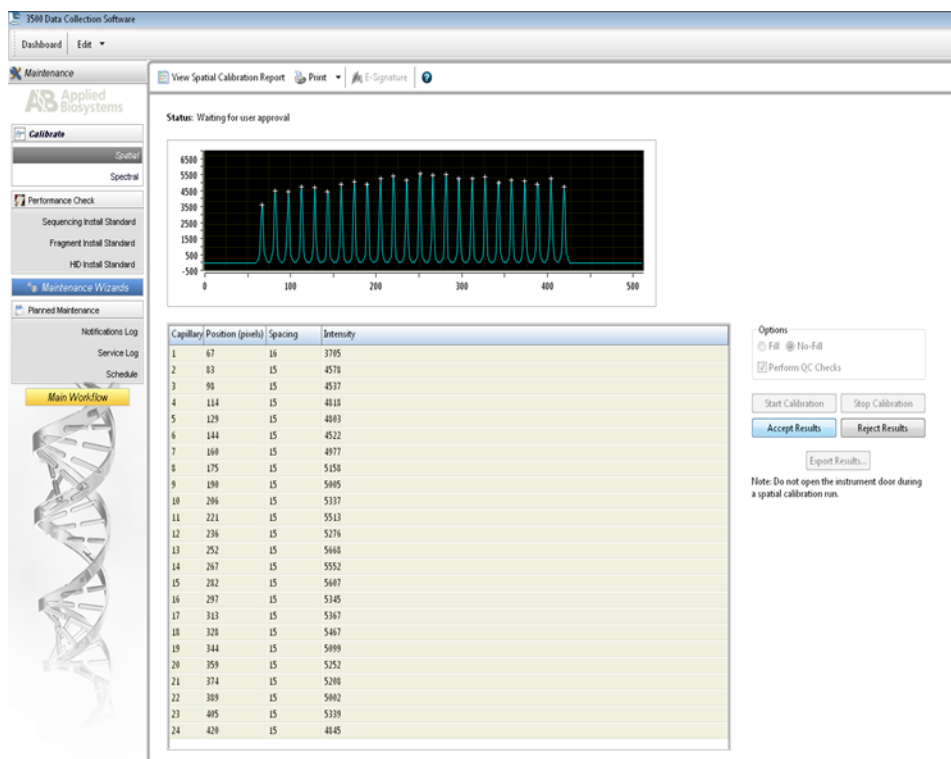 3500 Data Collection Software
Dashboard Edit
Maintenance
View Spatial Calibration Report Print E-Signature
AB Applied Biosystems
Status: Waiting for user approval
Calibrate
Spatial
Spectral
Performance Check
Sequencing Install Standard
Fragment Install Standard
HID Install Standard
Maintenance Wizards
Planned Maintenance
Notifications Log
Service Log
Schedule
Main Workflow
6500
5500
4500
3500
2500
1500
500
-500
0 100 200 300 400 500
Capillary Position (pixels) Spacing Intensity
1 67 16 3705
2 83 15 4578
3 98 15 4537
4 114 15 4818
5 129 15 4803
6 144 15 4522
7 160 15 4977
8 175 15 5158
9 190 15 5005
10 206 15 5337
11 221 15 5513
12 236 15 5276
13 252 15 5668
14 267 15 5552
15 282 15 5607
16 297 15 5345
17 313 15 5367
18 328 15 5467
19 344 15 5099
20 359 15 5252
21 374 15 5208
22 389 15 5002
23 405 15 5339
24 420 15 4845
Options
Fill No-Fill
Perform QC Checks
Start Calibration Stop Calibration
Accept Results Reject Results
Export Results...
Note: Do not open the instrument door during
a spatial calibration run.